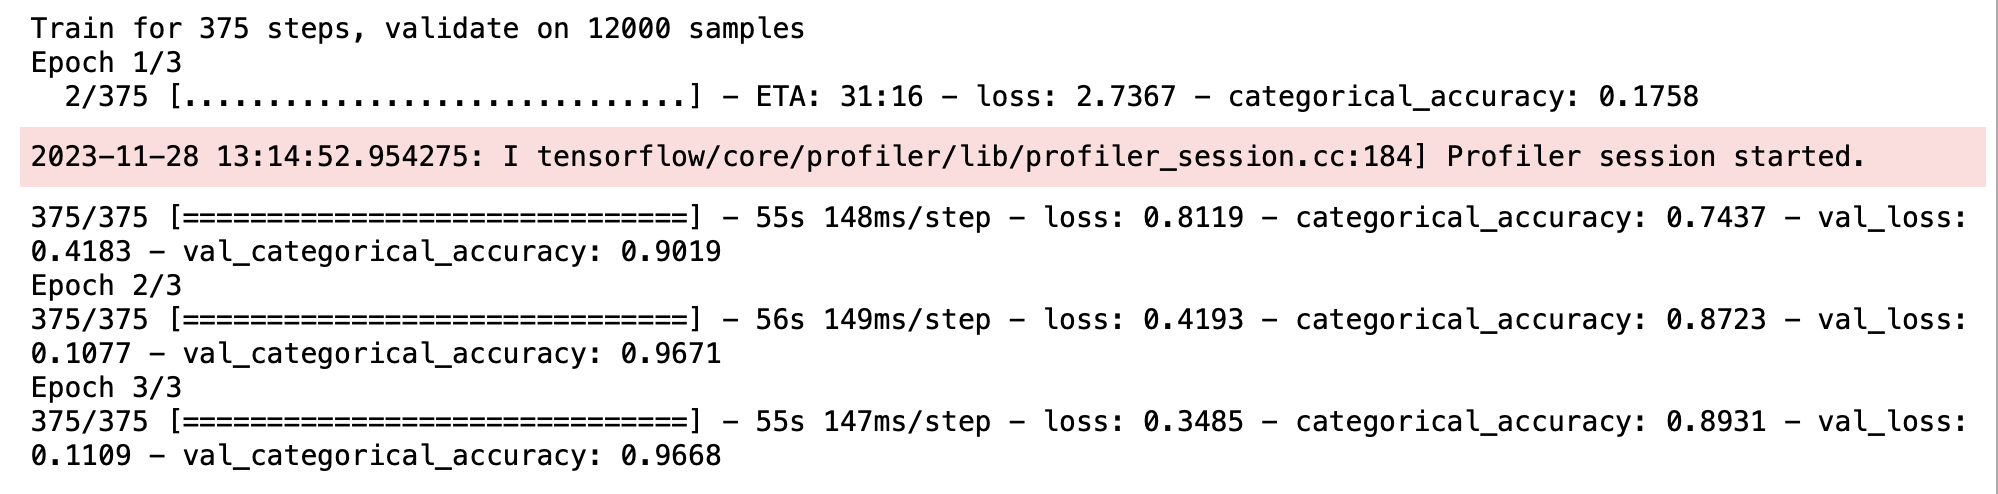 Train for 375 steps, validate on 12000 samples
Epoch 1/3
  2/375 [..............................] - ETA: 31:16 - loss: 2.7367 - categorical_accuracy: 0.1758
2023-11-28 13:14:52.954275: I tensorflow/core/profiler/lib/profiler_session.cc:184] Profiler session started.
375/375 [==============================] - 55s 148ms/step - loss: 0.8119 - categorical_accuracy: 0.7437 - val_loss:
0.4183 - val_categorical_accuracy: 0.9019
Epoch 2/3
375/375 [==============================] - 56s 149ms/step - loss: 0.4193 - categorical_accuracy: 0.8723 - val_loss:
0.1077 - val_categorical_accuracy: 0.9671
Epoch 3/3
375/375 [==============================] - 55s 147ms/step - loss: 0.3485 - categorical_accuracy: 0.8931 - val_loss:
0.1109 - val_categorical_accuracy: 0.9668